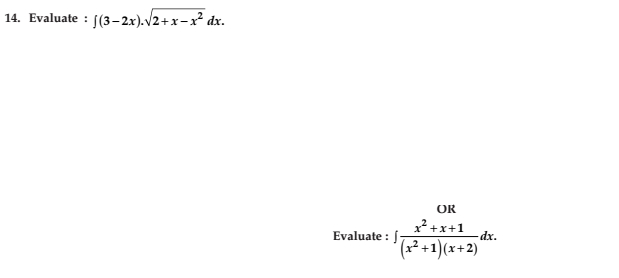 14. Evaluate : ∫(3−2x).√(2+x−x²) dx.
OR
Evaluate : ∫ (x²+x+1)/((x²+1)(x+2)) dx.